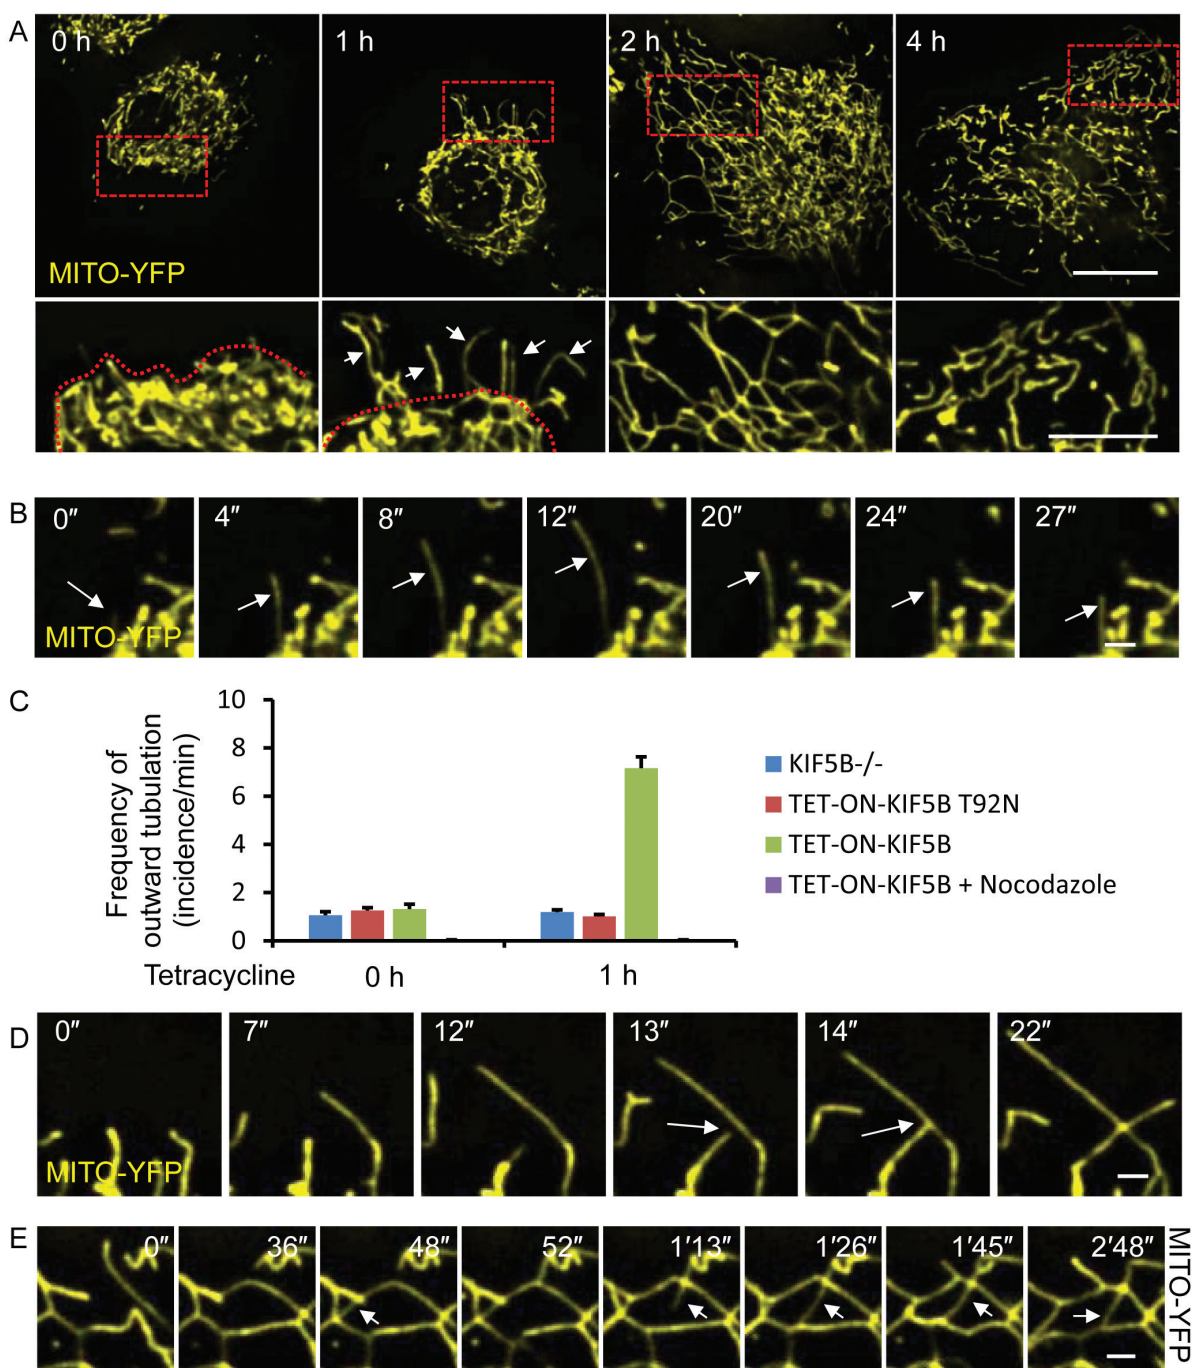 A
0 h
1 h
2 h
4 h
MITO-YFP
B
0″
4″
8″
12″
20″
24″
27″
MITO-YFP
C
Frequency of
outward tubulation
(incidence/min)
10
8
6
4
2
0
KIF5B-/-
TET-ON-KIF5B T92N
TET-ON-KIF5B
TET-ON-KIF5B + Nocodazole
Tetracycline
0 h
1 h
D
0″
7″
12″
13″
14″
22″
MITO-YFP
E
0″
36″
48″
52″
1′13″
1′26″
1′45″
2′48″
MITO-YFP